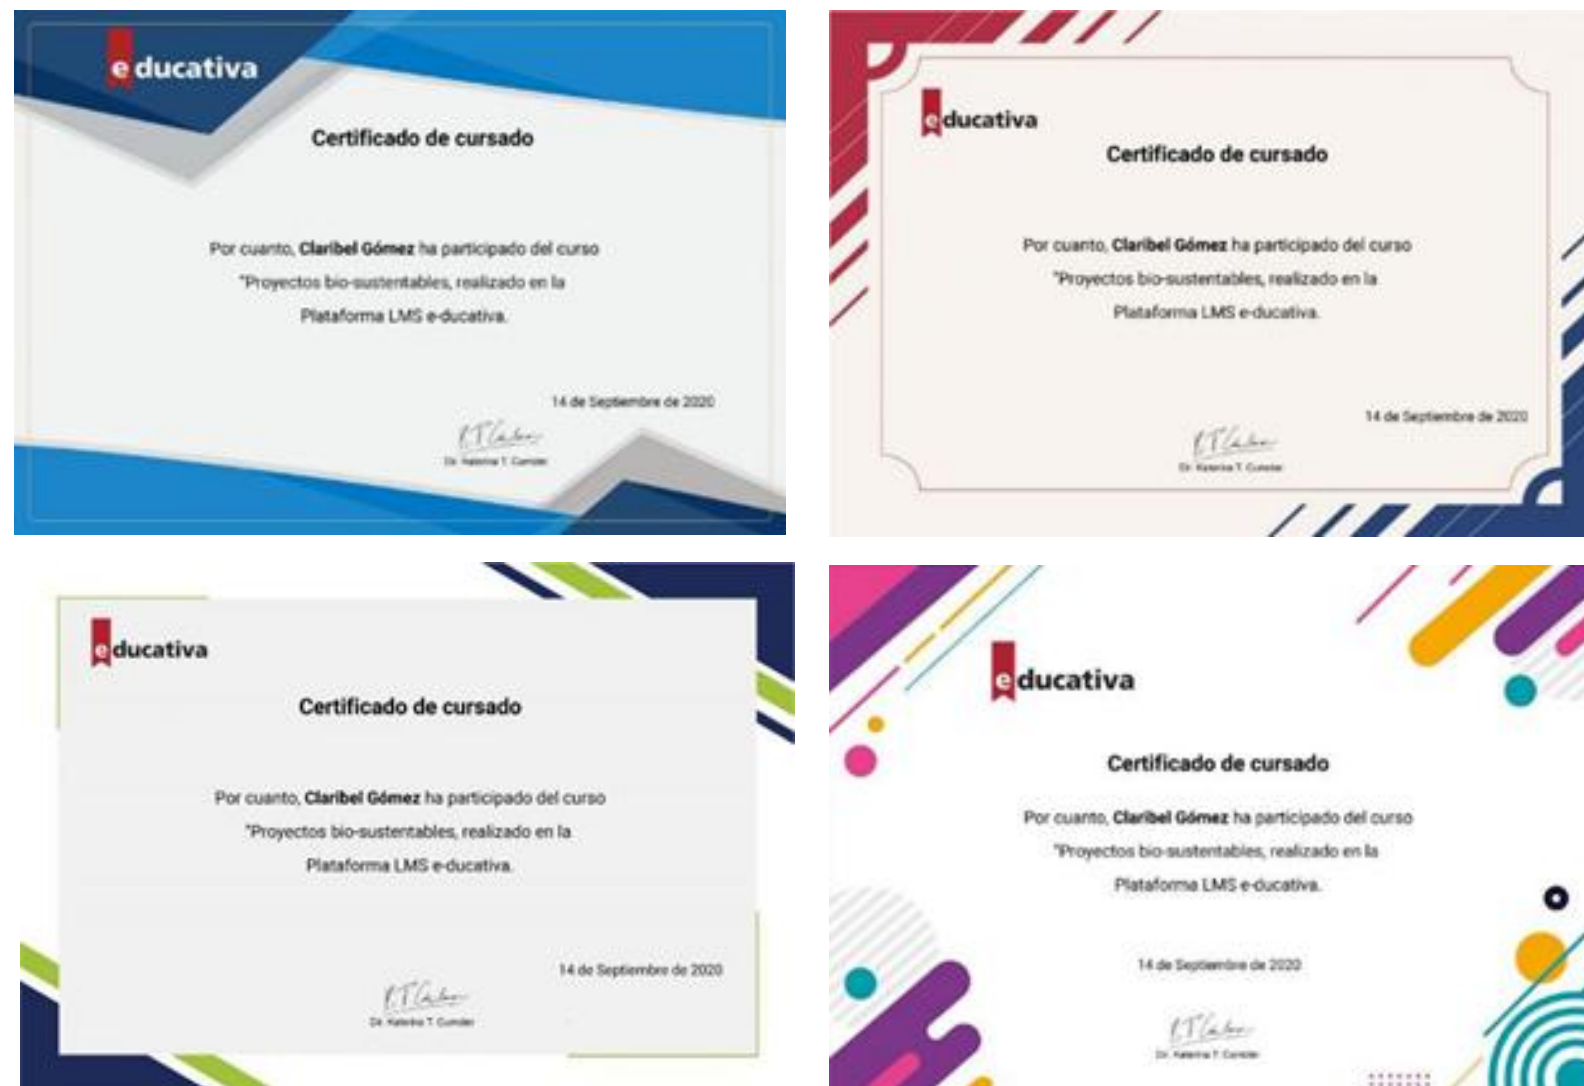 educativa
Certificado de cursado
Por cuanto, Claribel Gómez ha participado del curso
"Proyectos bio-sustentables, realizado en la
Plataforma LMS e-ducativa.
14 de Septiembre de 2020
educativa
Certificado de cursado
Por cuanto, Claribel Gómez ha participado del curso
"Proyectos bio-sustentables, realizado en la
Plataforma LMS e-ducativa.
14 de Septiembre de 2020
educativa
Certificado de cursado
Por cuanto, Claribel Gómez ha participado del curso
"Proyectos bio-sustentables, realizado en la
Plataforma LMS e-ducativa.
14 de Septiembre de 2020
educativa
Certificado de cursado
Por cuanto, Claribel Gómez ha participado del curso
"Proyectos bio-sustentables, realizado en la
Plataforma LMS e-ducativa.
14 de Septiembre de 2020